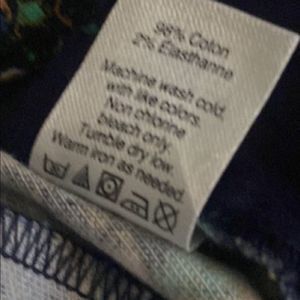 98% Coton
2% Elasthanne
Machine wash cold,
with like colors.
Non chlorine
bleach only.
Tumble dry low.
Warm iron as needed.